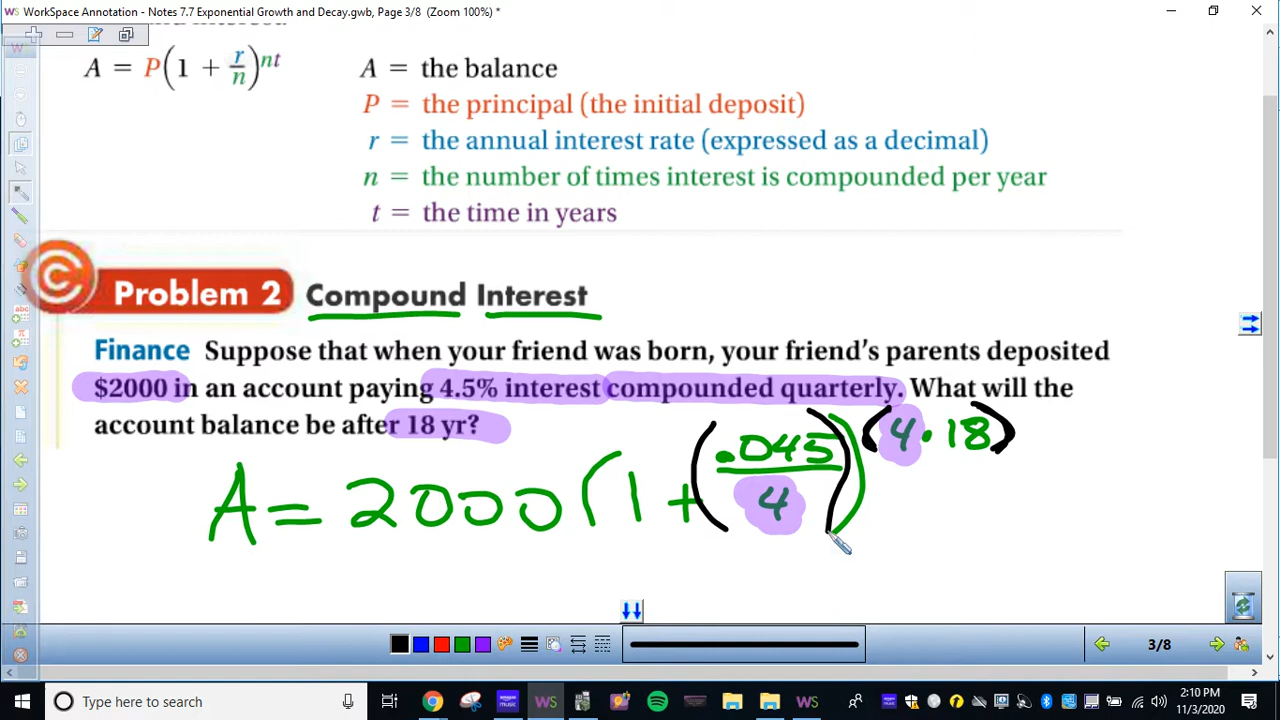 WorkSpace Annotation - Notes 7.7 Exponential Growth and Decay.gwb, Page 3/8 (Zoom 100%) *
A = P(1 + r/n)^nt
A = the balance
P = the principal (the initial deposit)
r = the annual interest rate (expressed as a decimal)
n = the number of times interest is compounded per year
t = the time in years
Problem 2 Compound Interest
Finance Suppose that when your friend was born, your friend's parents deposited
$2000 in an account paying 4.5% interest compounded quarterly. What will the
account balance be after 18 yr?
A = 2000 (1 + (.045/4))^(4·18)
3/8
Type here to search
2:10 PM
11/3/2020